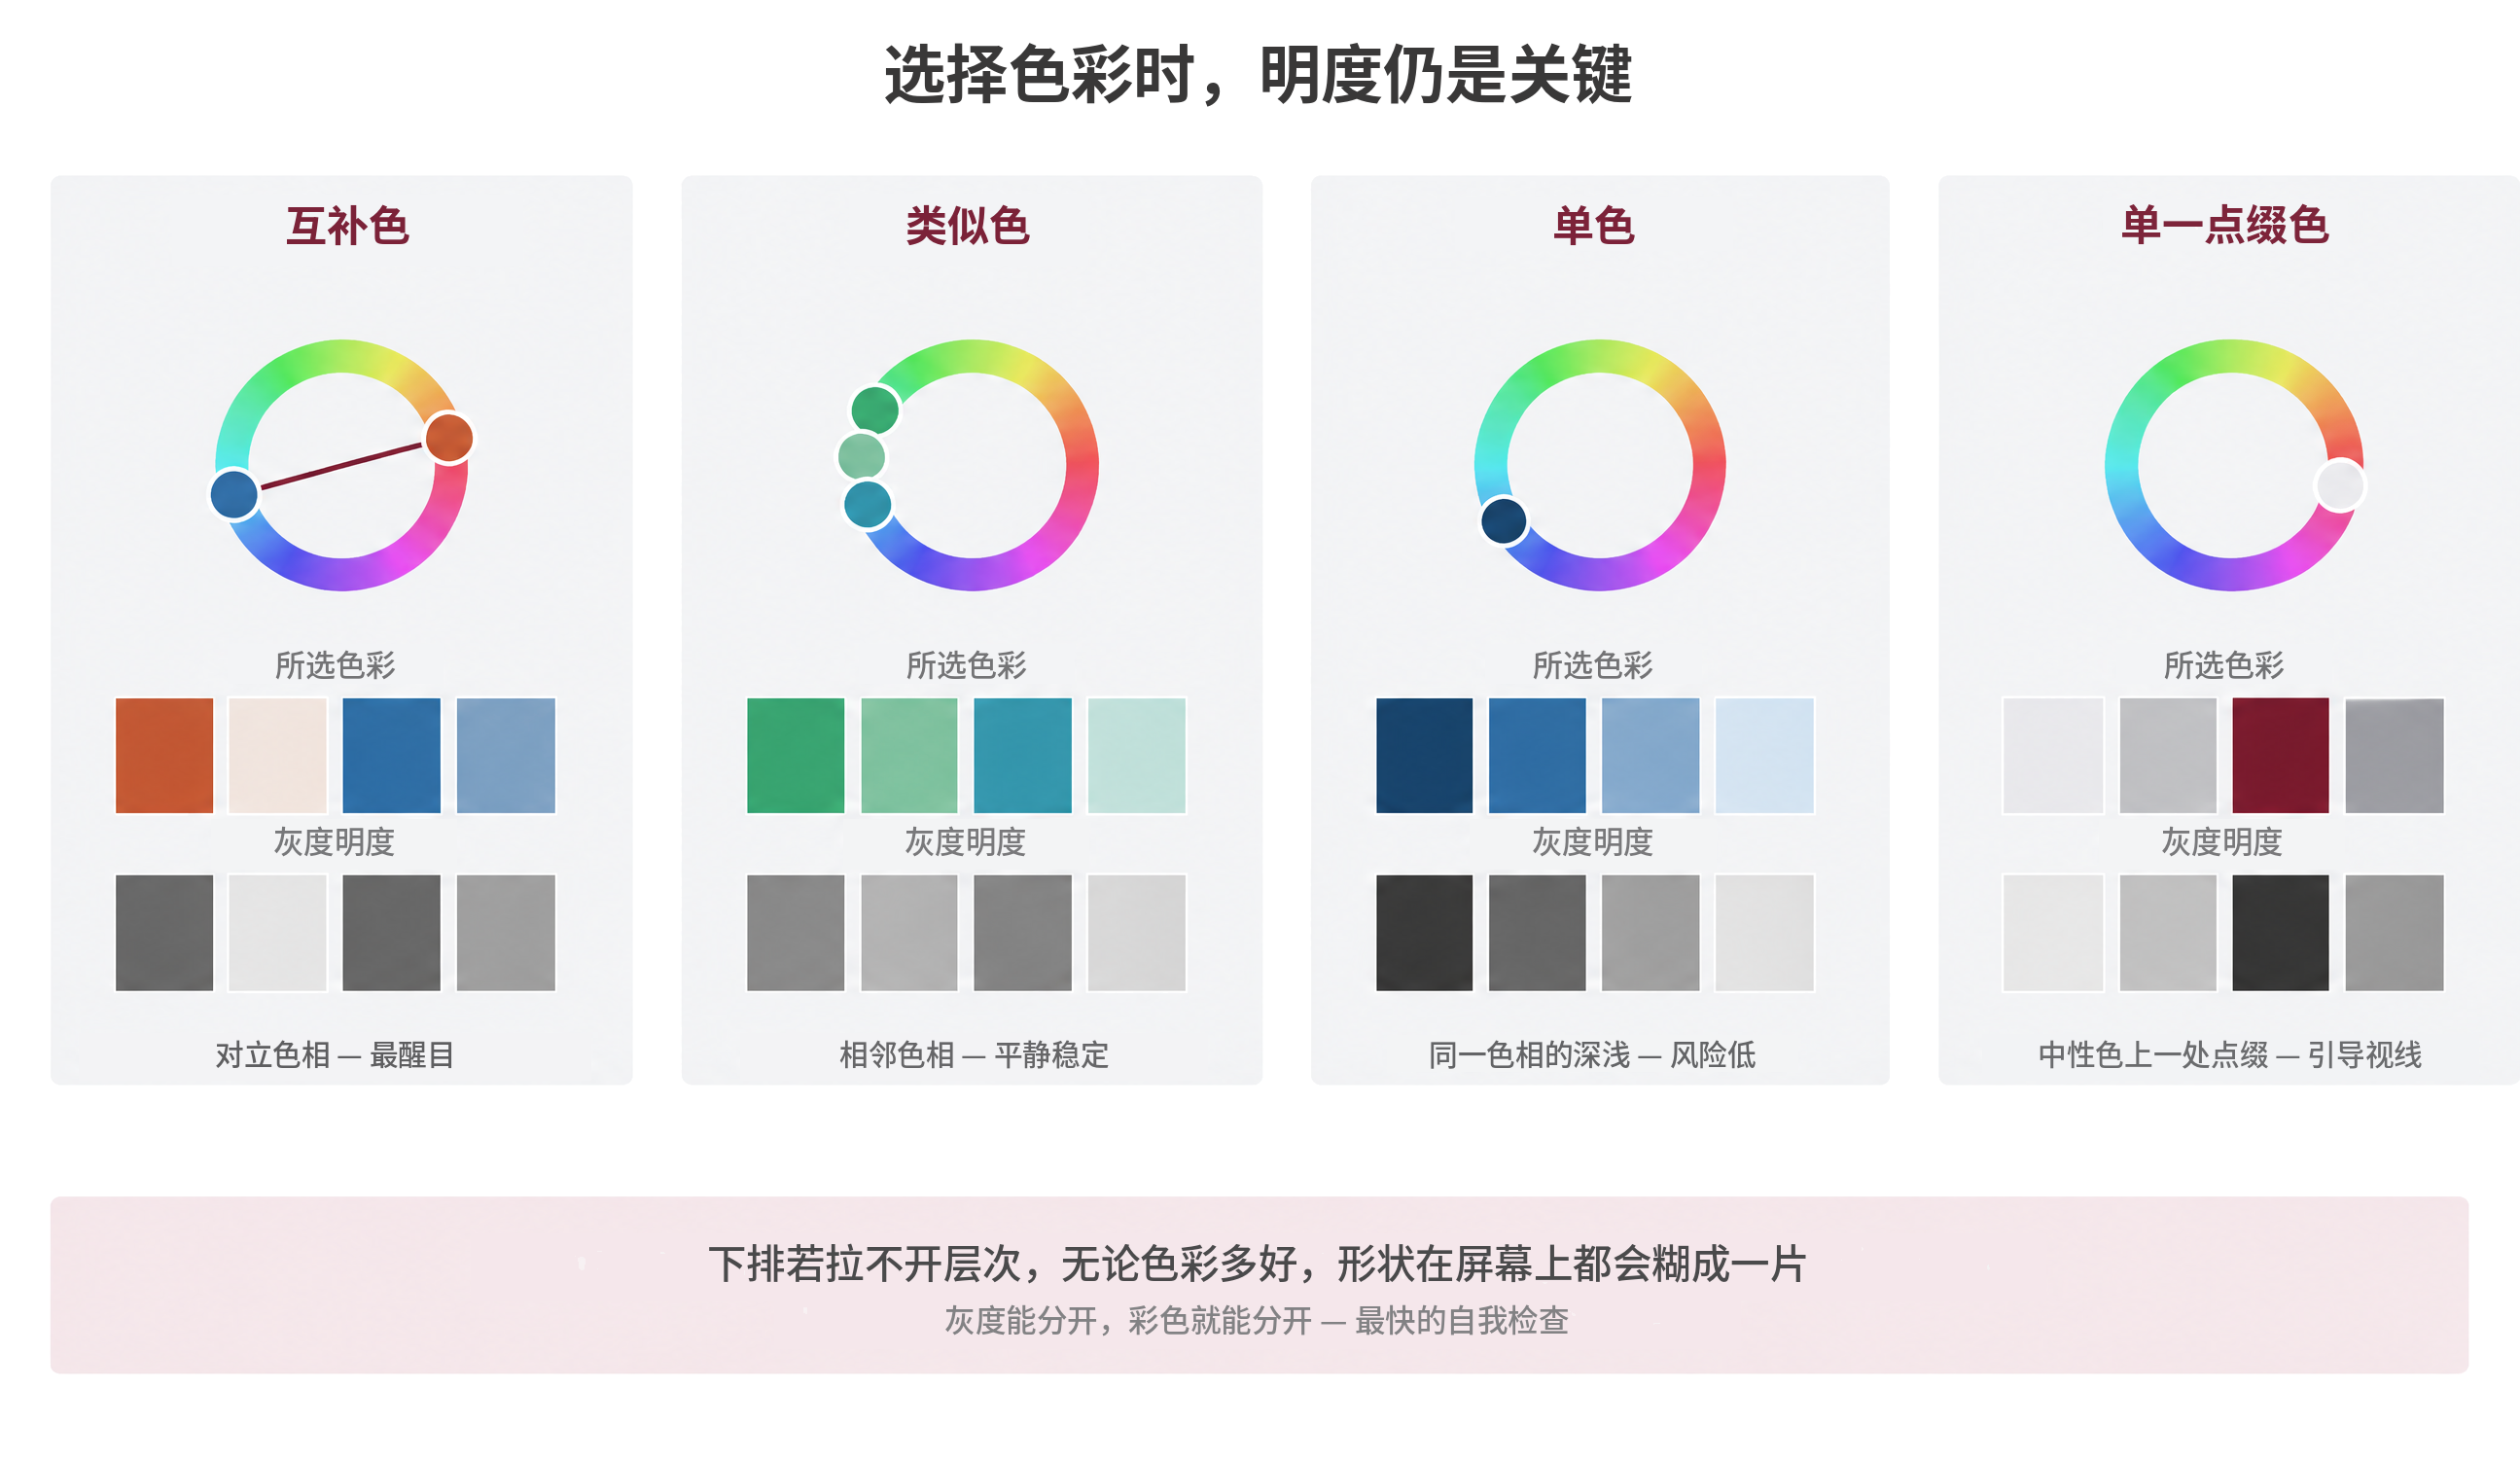 选择色彩时，明度仍是关键
互补色
所选色彩
灰度明度
对立色相 — 最醒目
类似色
所选色彩
灰度明度
相邻色相 — 平静稳定
单色
所选色彩
灰度明度
同一色相的深浅 — 风险低
单一点缀色
所选色彩
灰度明度
中性色上一处点缀 — 引导视线
下排若拉不开层次，无论色彩多好，形状在屏幕上都会糊成一片
灰度能分开，彩色就能分开 — 最快的自我检查